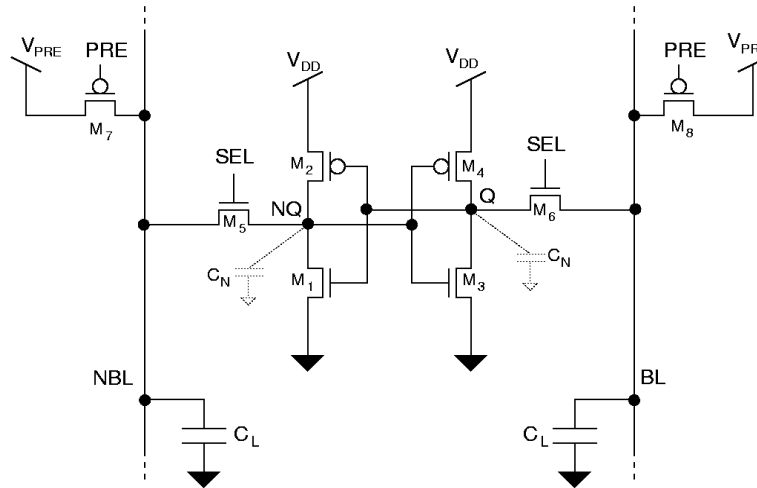 V_PRE
PRE
M_7
V_DD
V_DD
PRE
V_PR
M_8
SEL
M_2
M_4
SEL
NQ
Q
M_5
M_6
C_N
M_1
M_3
C_N
NBL
BL
C_L
C_L